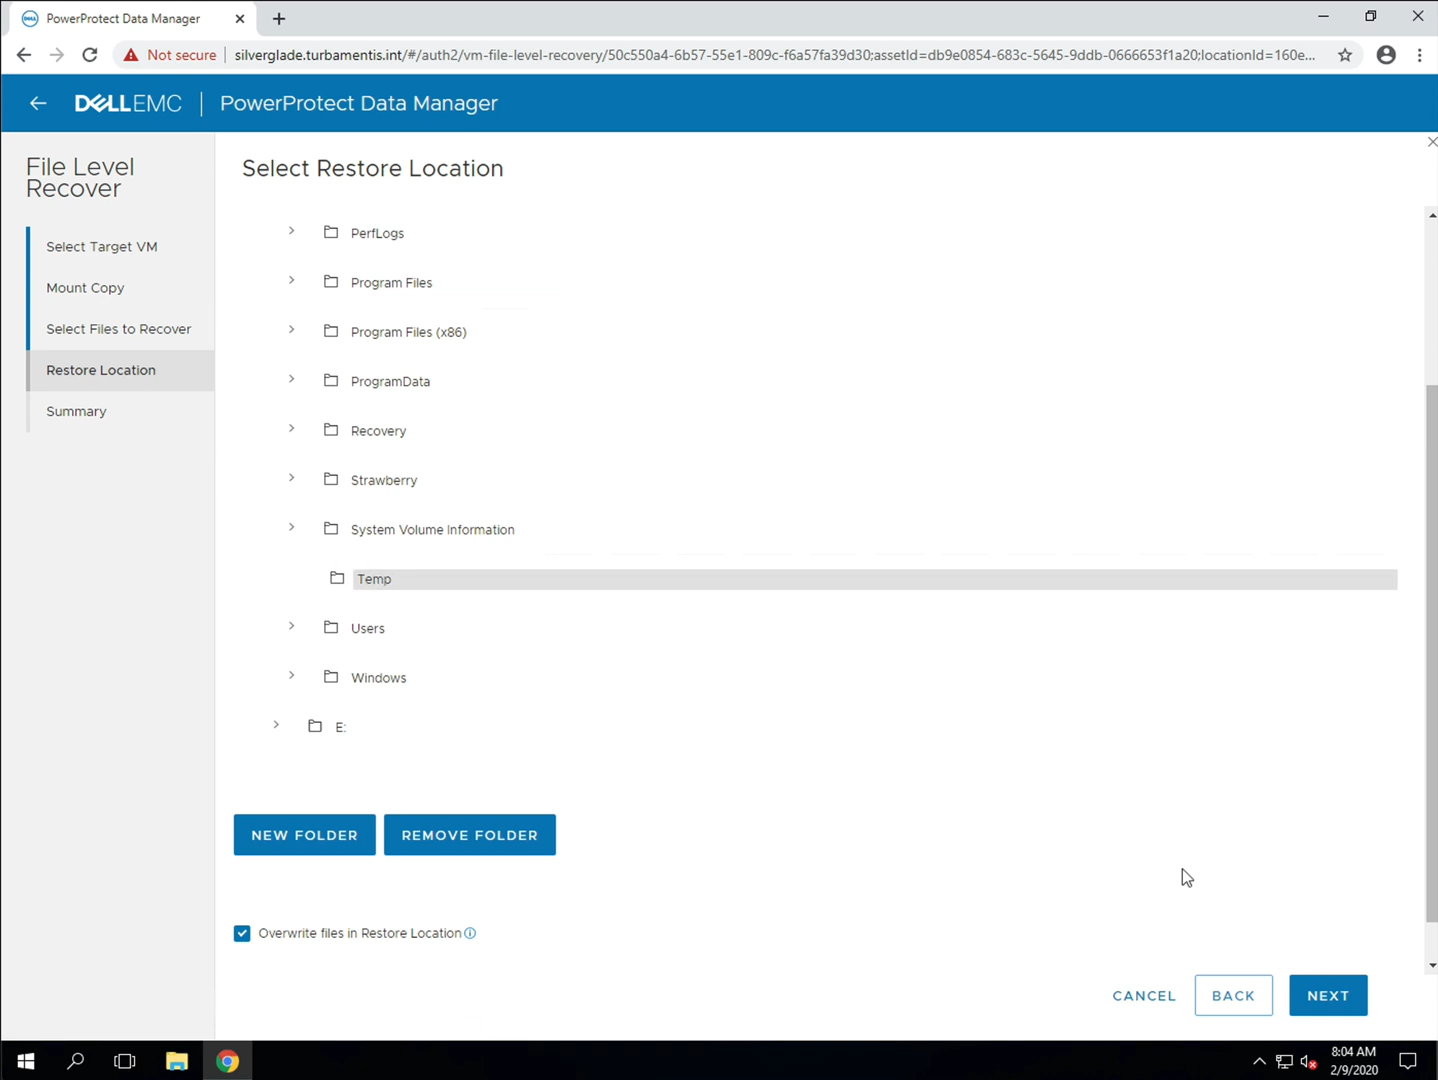 PowerProtect Data Manager
Not secure
silverglade.turbamentis.int/#/auth2/vm-file-level-recovery/50c550a4-6b57-55e1-809c-f6a57fa39d30;assetId=db9e0854-683c-5645-9ddb-0666653f1a20;locationId=160e...
DELLEMC | PowerProtect Data Manager
File Level
Recover
Select Target VM
Mount Copy
Select Files to Recover
Restore Location
Summary
Select Restore Location
PerfLogs
Program Files
Program Files (x86)
ProgramData
Recovery
Strawberry
System Volume Information
Temp
Users
Windows
E:
NEW FOLDER
REMOVE FOLDER
Overwrite files in Restore Location
CANCEL
BACK
NEXT
8:04 AM
2/9/2020